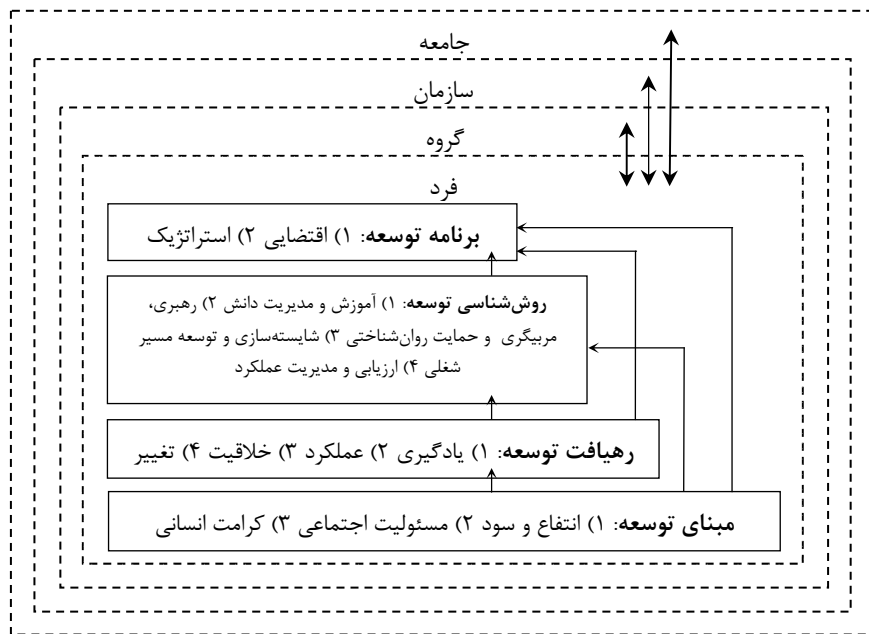 جامعه
سازمان
گروه
فرد
برنامه توسعه: ۱) اقتضایی ۲) استراتژیک
روش‌شناسی توسعه: ۱) آموزش و مدیریت دانش ۲) رهبری،
مربیگری و حمایت روان‌شناختی ۳) شایسته‌سازی و توسعه مسیر
شغلی ۴) ارزیابی و مدیریت عملکرد
رهیافت توسعه: ۱) یادگیری ۲) عملکرد ۳) خلاقیت ۴) تغییر
مبنای توسعه: ۱) انتفاع و سود ۲) مسئولیت اجتماعی ۳) کرامت انسانی